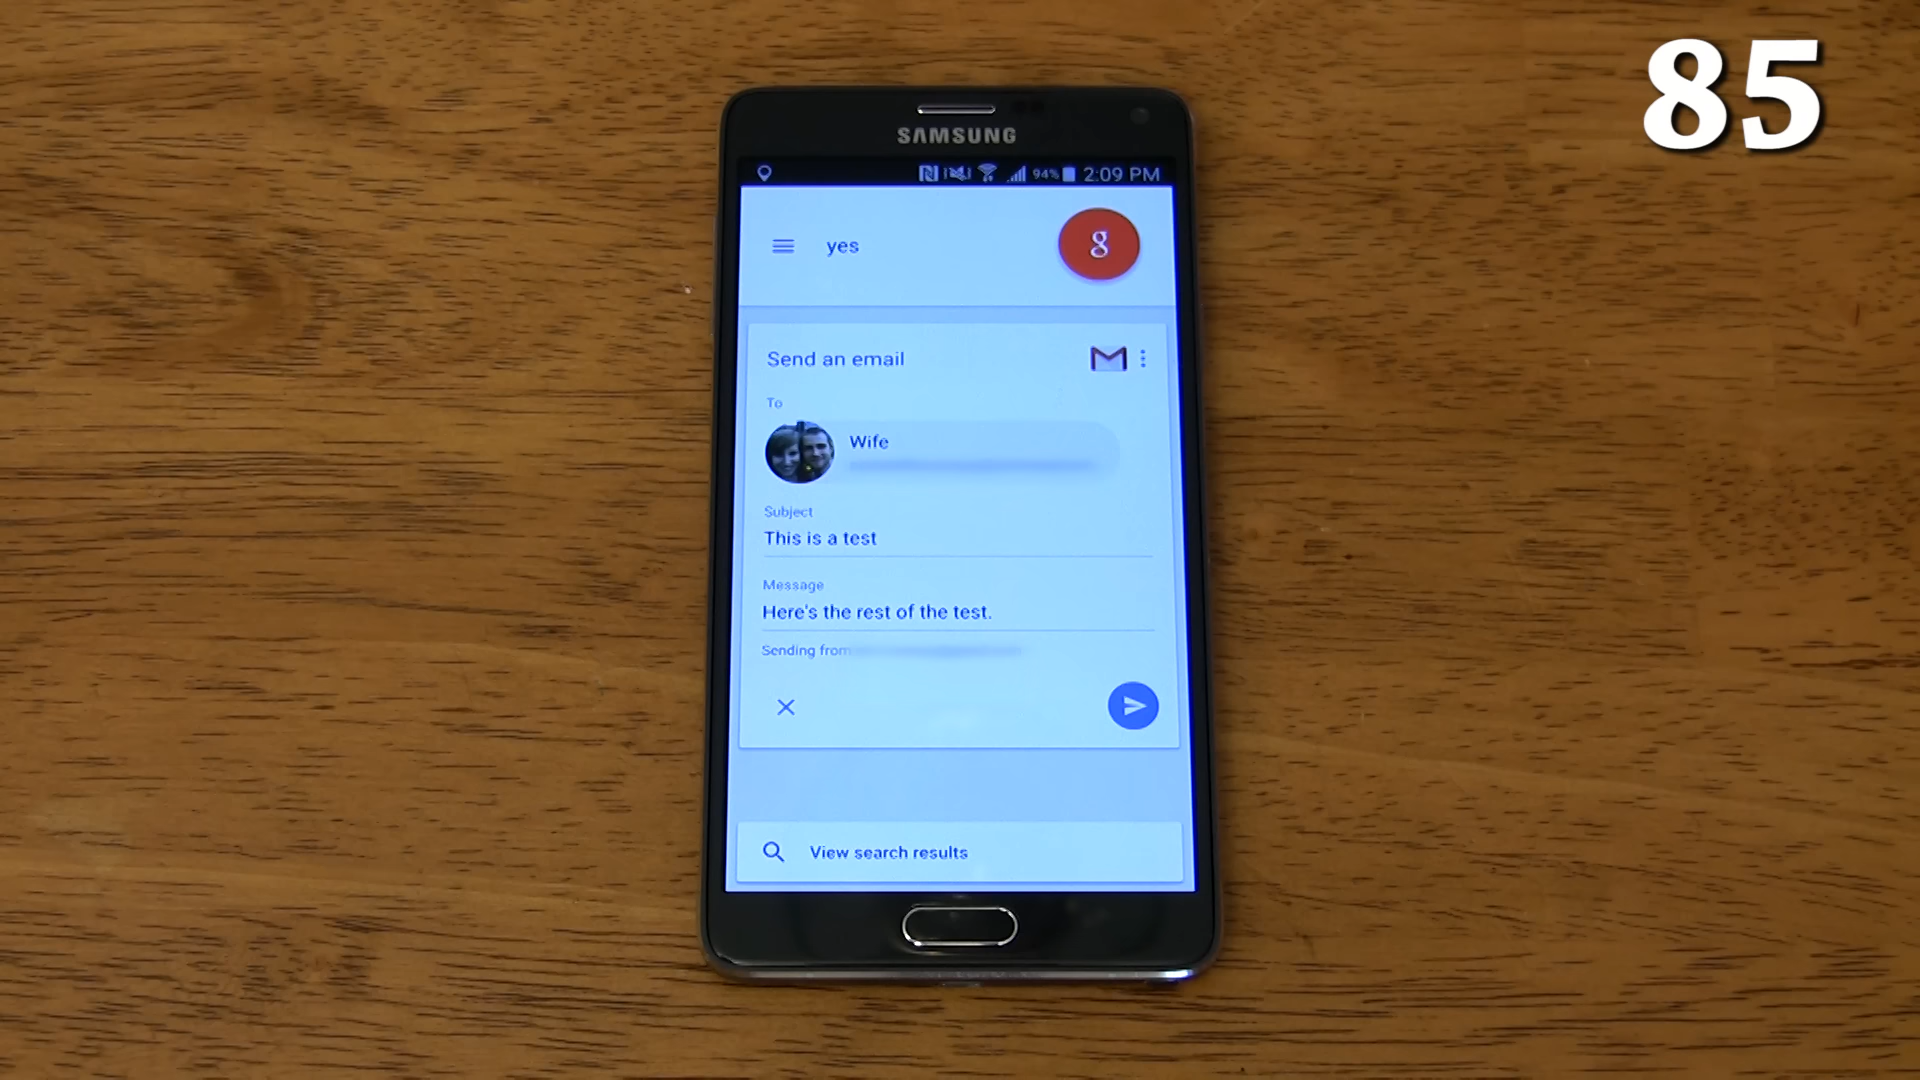 85
SAMSUNG
94% 2:09 PM
yes
g
Send an email
To
Wife
Subject
This is a test
Message
Here's the rest of the test.
Sending from
View search results